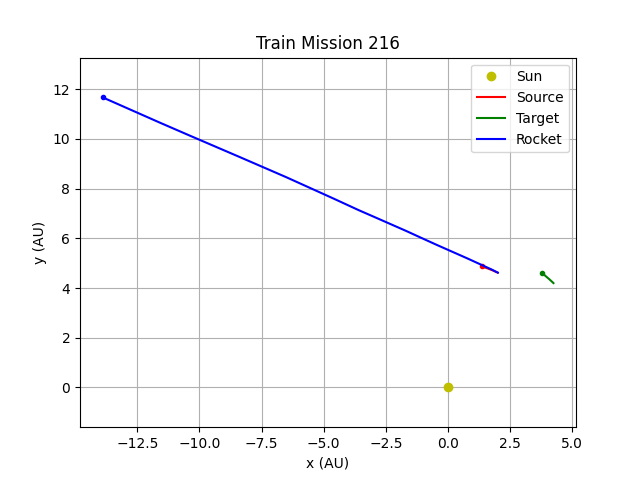 Train Mission 216
Sun
Source
Target
Rocket
12
10
8
6
4
2
0
y (AU)
−12.5 −10.0 −7.5 −5.0 −2.5 0.0 2.5 5.0
x (AU)